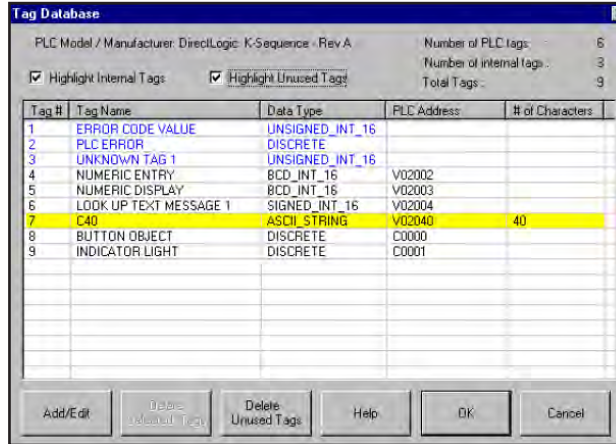 Tag Database
PLC Model / Manufacturer: DirectLogic K-Sequence - Rev A
Number of PLC tags: 6
Number of internal tags: 3
Total Tags: 9
Highlight Internal Tags
Highlight Unused Tags
Tag # Tag Name Data Type PLC Address # of Characters
1 ERROR CODE VALUE UNSIGNED_INT_16
2 PLC ERROR DISCRETE
3 UNKNOWN TAG 1 UNSIGNED_INT_16
4 NUMERIC ENTRY BCD_INT_16 V02002
5 NUMERIC DISPLAY BCD_INT_16 V02003
6 LOOK UP TEXT MESSAGE 1 SIGNED_INT_16 V02004
7 C40 ASCII_STRING V02040 40
8 BUTTON OBJECT DISCRETE C0000
9 INDICATOR LIGHT DISCRETE C0001
Add/Edit
Delete
Unused Tags
Help
OK
Cancel